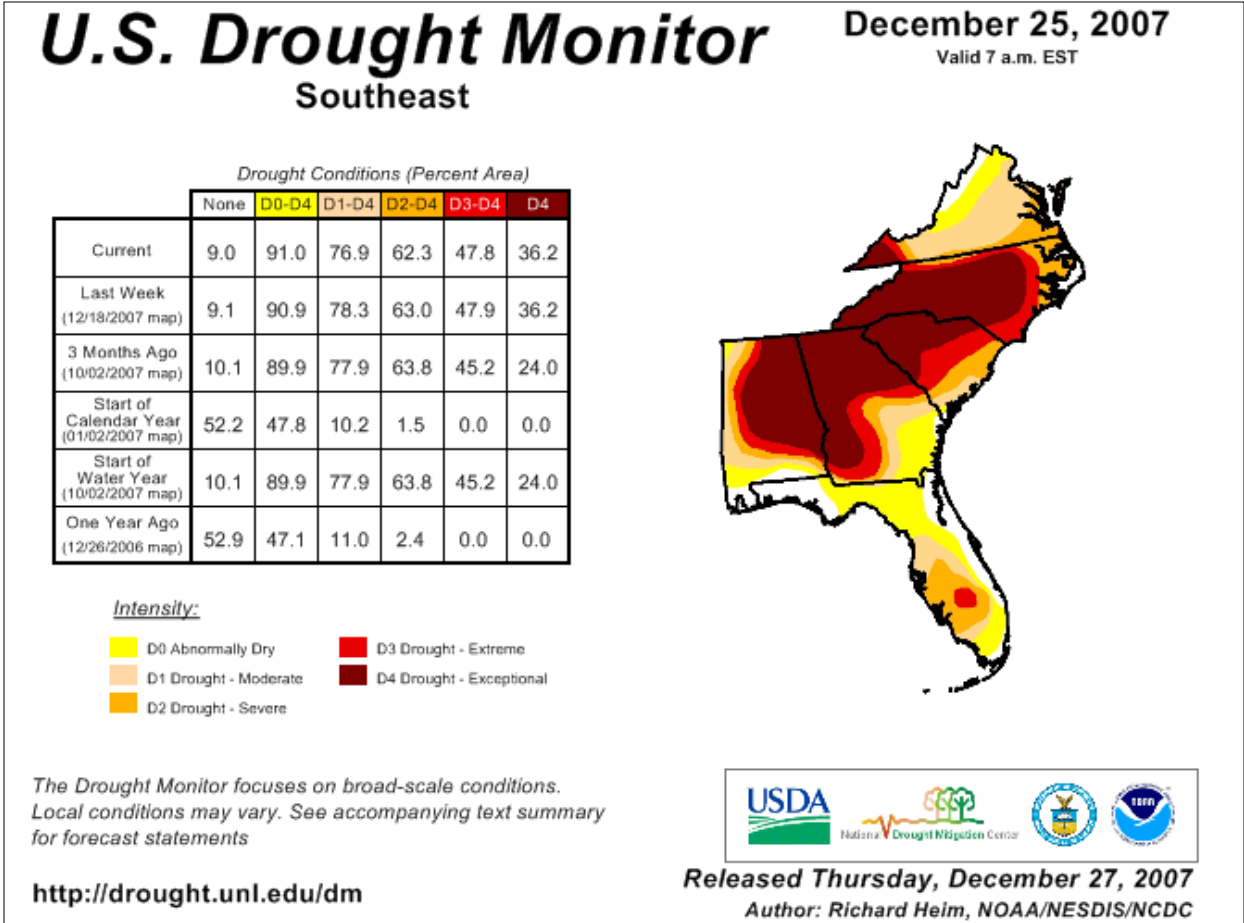 U.S. Drought Monitor
Southeast
December 25, 2007
Valid 7 a.m. EST
Drought Conditions (Percent Area)
None D0-D4 D1-D4 D2-D4 D3-D4 D4
Current 9.0 91.0 76.9 62.3 47.8 36.2
Last Week
(12/18/2007 map) 9.1 90.9 78.3 63.0 47.9 36.2
3 Months Ago
(10/02/2007 map) 10.1 89.9 77.9 63.8 45.2 24.0
Start of
Calendar Year
(01/02/2007 map) 52.2 47.8 10.2 1.5 0.0 0.0
Start of
Water Year
(10/02/2007 map) 10.1 89.9 77.9 63.8 45.2 24.0
One Year Ago
(12/26/2006 map) 52.9 47.1 11.0 2.4 0.0 0.0
Intensity:
D0 Abnormally Dry
D1 Drought - Moderate
D2 Drought - Severe
D3 Drought - Extreme
D4 Drought - Exceptional
The Drought Monitor focuses on broad-scale conditions.
Local conditions may vary. See accompanying text summary
for forecast statements
http://drought.unl.edu/dm
USDA
National Drought Mitigation Center
NOAA
Released Thursday, December 27, 2007
Author: Richard Heim, NOAA/NESDIS/NCDC